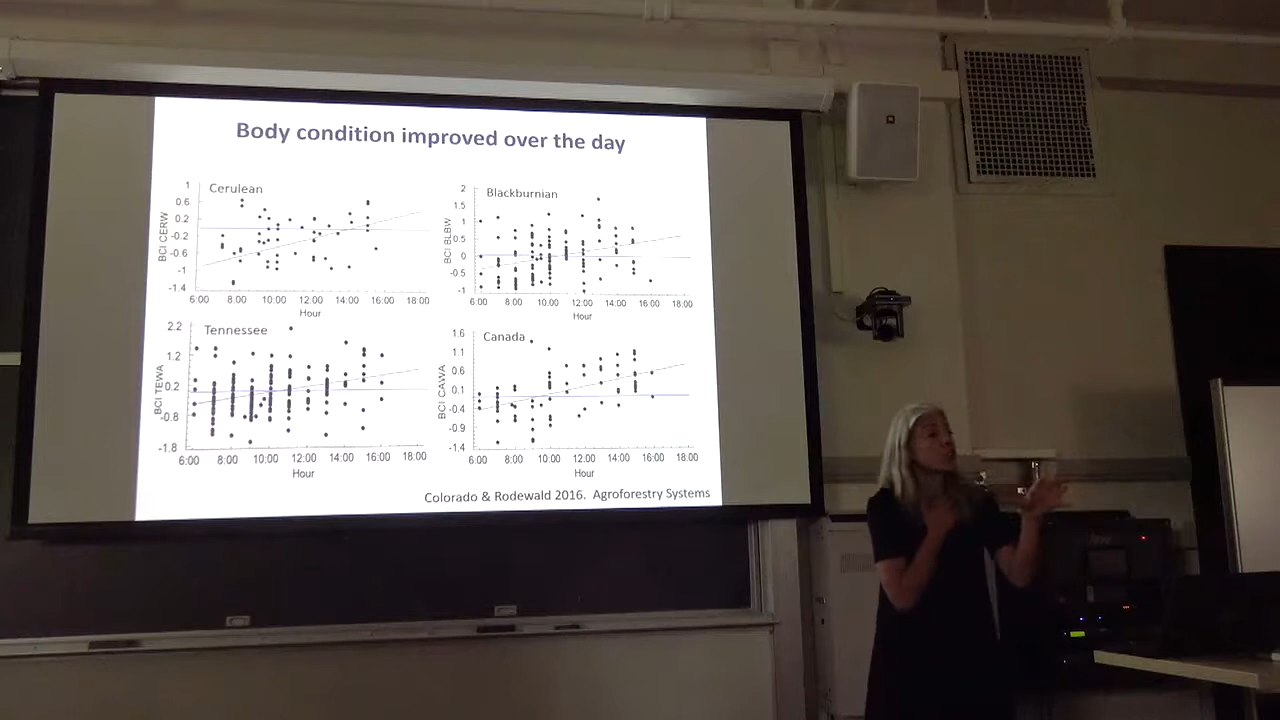 Body condition improved over the day
Cerulean
1
0.6
0.2
-0.2
-0.6
-1
-1.4
BCI CERW
6:00 8:00 10:00 12:00 14:00 16:00 18:00
Hour
Blackburnian
2
1.5
1
0.5
0
-0.5
-1
BCI BLBW
6:00 8:00 10:00 12:00 14:00 16:00 18:00
Hour
Tennessee
2.2
1.2
0.2
-0.8
-1.8
BCI TEWA
6:00 8:00 10:00 12:00 14:00 16:00 18:00
Hour
Canada
1.6
1.1
0.6
0.1
-0.4
-0.9
-1.4
BCI CAWA
6:00 8:00 10:00 12:00 14:00 16:00 18:00
Hour
Colorado & Rodewald 2016. Agroforestry Systems